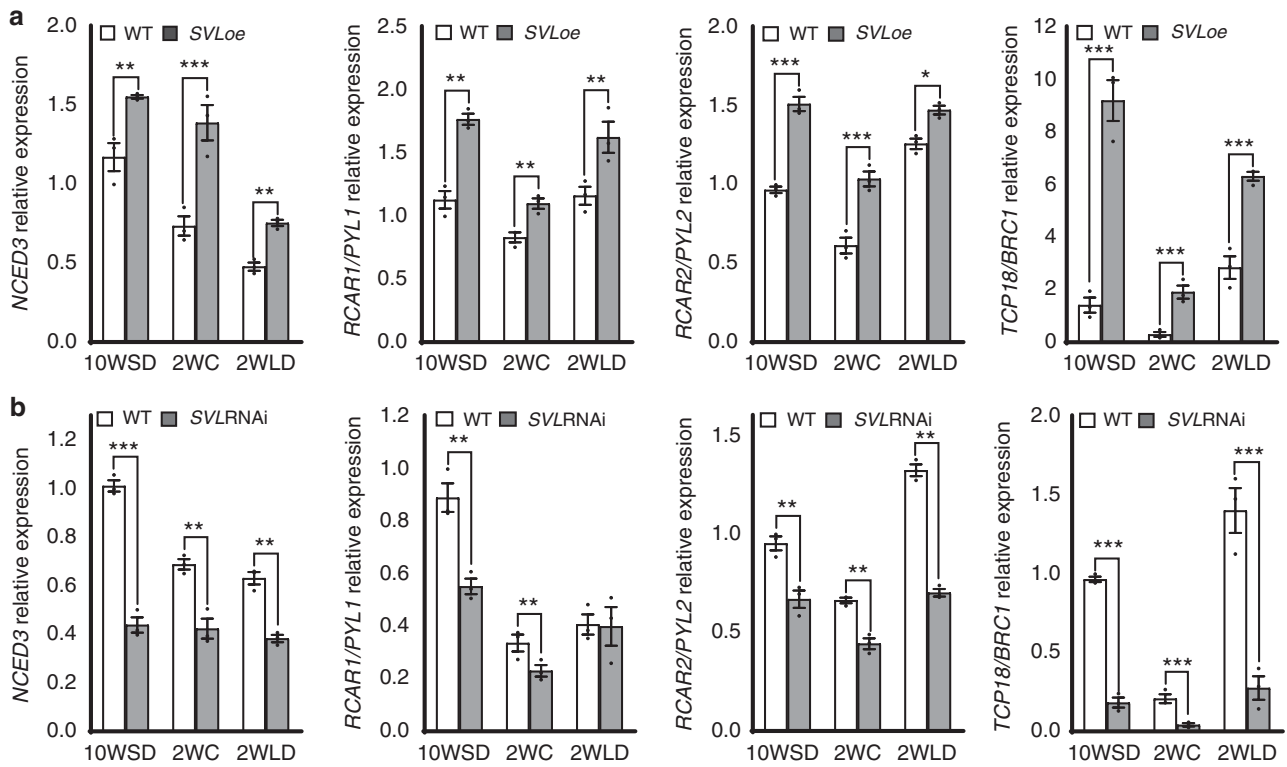 a
WT SVLoe
NCED3 relative expression
2.0
1.5
1.0
0.5
0.0
** *** **
10WSD 2WC 2WLD
WT SVLoe
RCAR1/PYL1 relative expression
2.5
2.0
1.5
1.0
0.5
0.0
** ** **
10WSD 2WC 2WLD
WT SVLoe
RCAR2/PYL2 relative expression
2.0
1.5
1.0
0.5
0.0
*** *** *
10WSD 2WC 2WLD
WT SVLoe
TCP18/BRC1 relative expression
12
10
8
6
4
2
0
*** *** ***
10WSD 2WC 2WLD
b
WT SVLRNAi
NCED3 relative expression
1.2
1.0
0.8
0.6
0.4
0.2
0.0
*** ** **
10WSD 2WC 2WLD
WT SVLRNAi
RCAR1/PYL1 relative expression
1.2
1.0
0.8
0.6
0.4
0.2
0.0
** **
10WSD 2WC 2WLD
WT SVLRNAi
RCAR2/PYL2 relative expression
1.5
1.0
0.5
0.0
** ** **
10WSD 2WC 2WLD
WT SVLRNAi
TCP18/BRC1 relative expression
2.0
1.5
1.0
0.5
0.0
*** *** ***
10WSD 2WC 2WLD